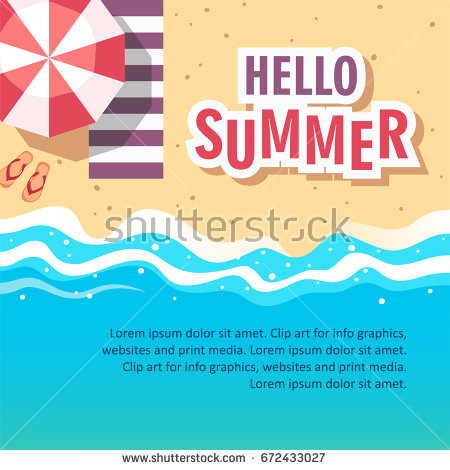 HELLO
SUMMER
shutterstock
Lorem ipsum dolor sit amet. Clip art for info graphics,
websites and print media. Lorem ipsum dolor sit amet.
Clip art for info graphics, websites and print media.
Lorem ipsum dolor sit amet.
www.shutterstock.com · 672433027